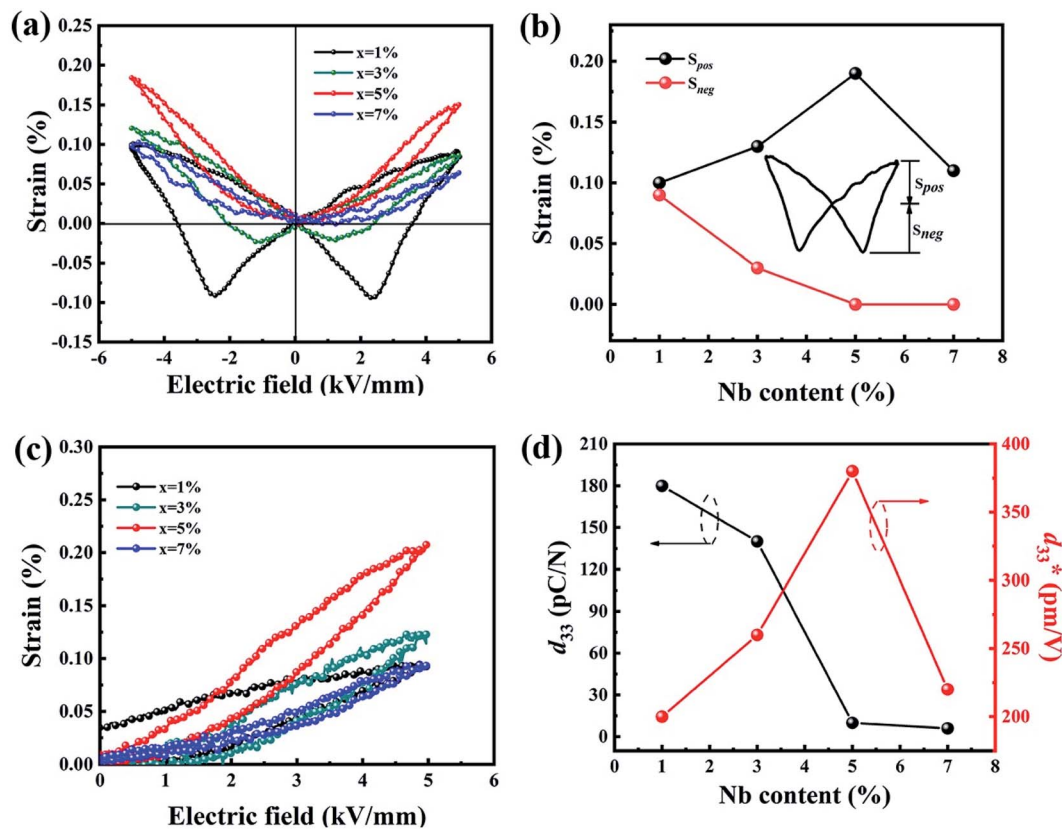 (a)
0.25
0.20
0.15
0.10
0.05
0.00
-0.05
-0.10
-0.15
Strain (%)
x=1%
x=3%
x=5%
x=7%
-6 -4 -2 0 2 4 6
Electric field (kV/mm)
(b)
0.20
0.15
0.10
0.05
0.00
Strain (%)
Spos
Sneg
Spos
Sneg
0 1 2 3 4 5 6 7 8
Nb content (%)
(c)
0.30
0.25
0.20
0.15
0.10
0.05
0.00
Strain (%)
x=1%
x=3%
x=5%
x=7%
0 1 2 3 4 5 6
Electric field (kV/mm)
(d)
210
180
150
120
90
60
30
0
d33 (pC/N)
400
350
300
250
200
d33* (pm/V)
0 1 2 3 4 5 6 7 8
Nb content (%)